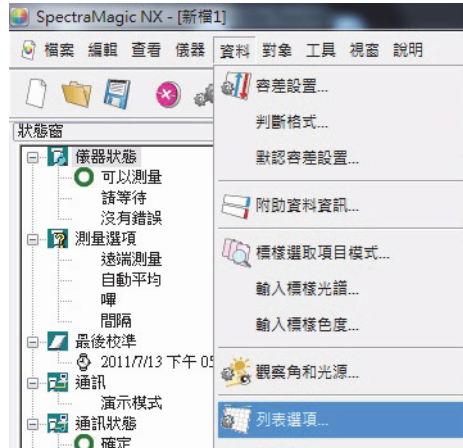 SpectraMagic NX - [新檔1]
檔案 編輯 查看 儀器 資料 對象 工具 視窗 說明
狀態窗
儀器狀態
可以測量
請等待
沒有錯誤
測量選項
遠端測量
自動平均
嗶
間隔
最後校準
2011/7/13 下午 05
通訊
演示模式
通訊狀態
確定
容差設置...
判斷格式...
默認容差設置...
附助資料資訊...
標樣選取項目模式...
輸入標樣光譜...
輸入標樣色度...
觀察角和光源...
列表選項...